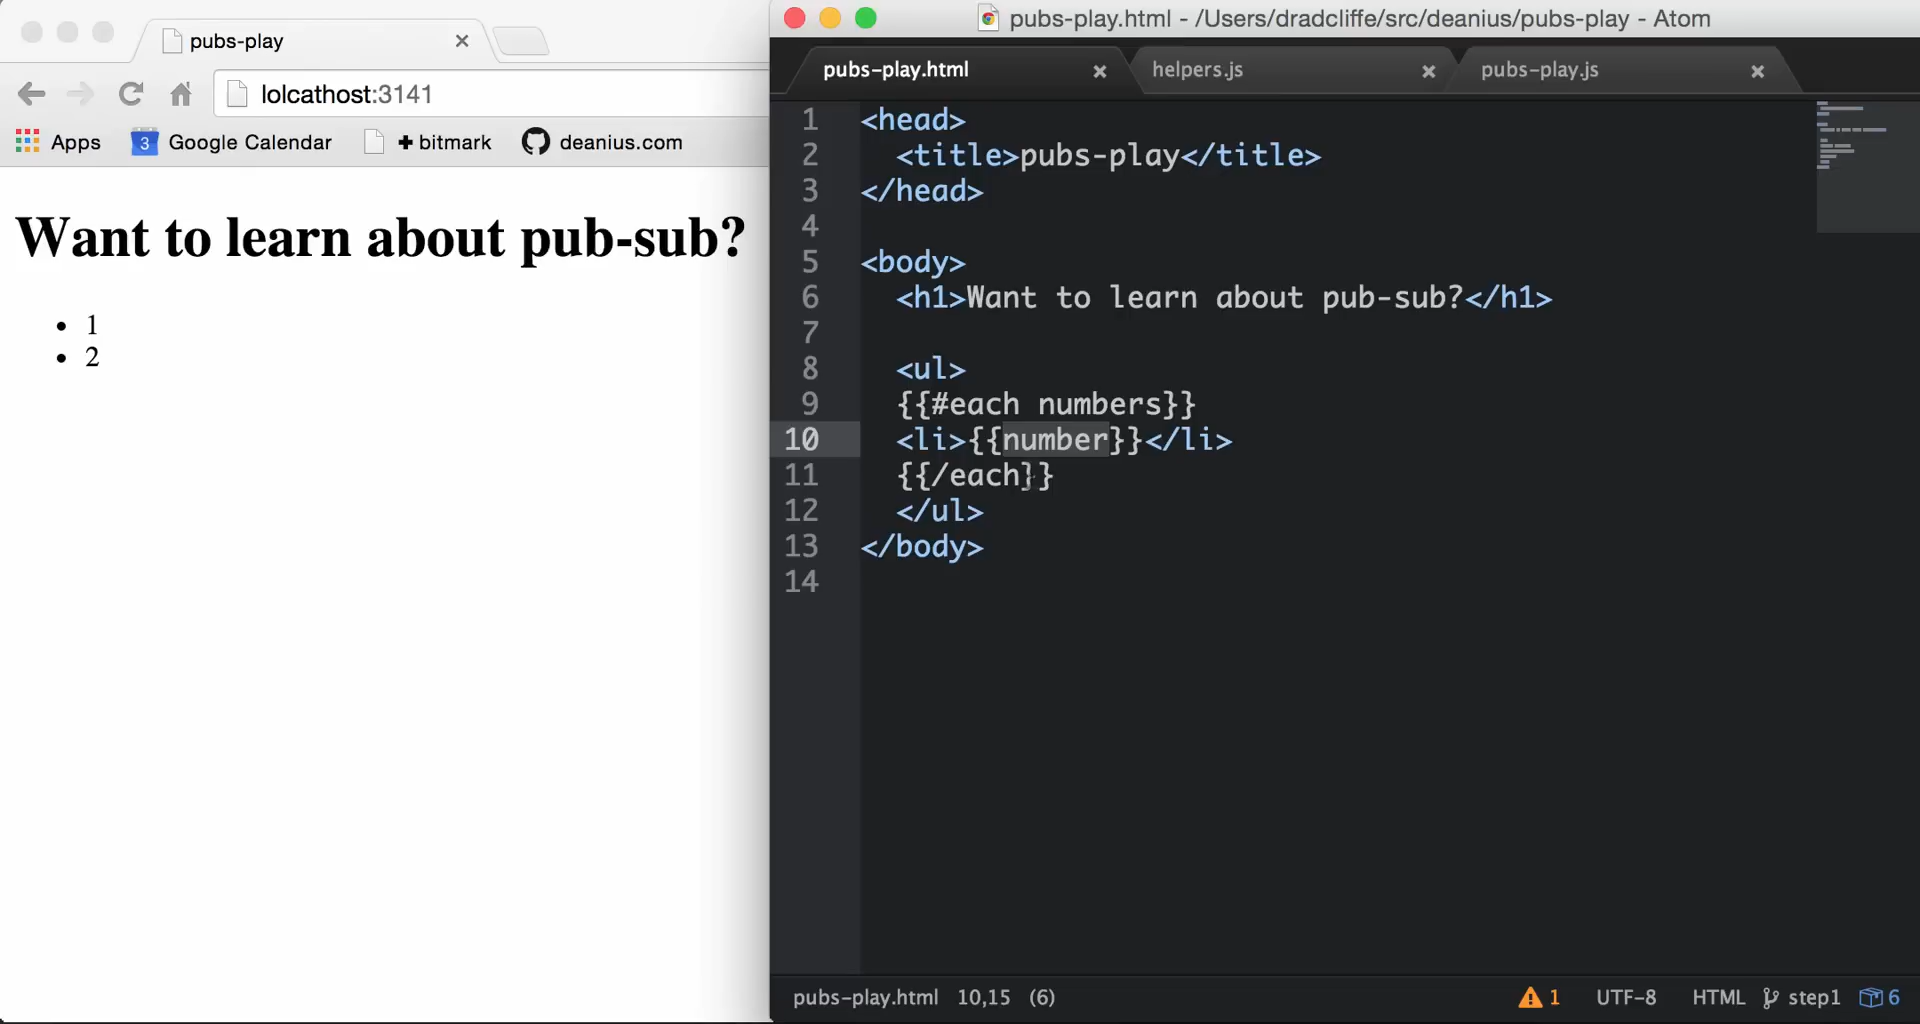 pubs-play
lolcathost:3141
Apps
3
Google Calendar
✚ bitmark
deanius.com
Want to learn about pub-sub?
• 1
• 2
pubs-play.html - /Users/dradcliffe/src/deanius/pubs-play - Atom
pubs-play.html
helpers.js
pubs-play.js
1 <head>
2 <title>pubs-play</title>
3 </head>
4
5 <body>
6 <h1>Want to learn about pub-sub?</h1>
7
8 <ul>
9 {{#each numbers}}
10 <li>{{number}}</li>
11 {{/each}}
12 </ul>
13 </body>
14
pubs-play.html 10,15 (6) 1 UTF-8 HTML step1 6